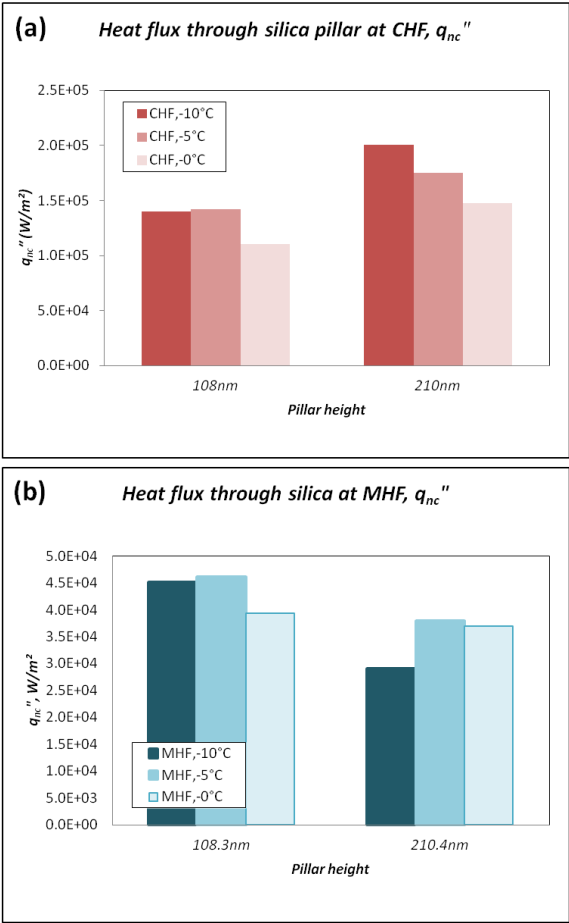 (a) Heat flux through silica pillar at CHF, qnc"
2.5E+05
2.0E+05
1.5E+05
1.0E+05
5.0E+04
0.0E+00
qnc" (W/m²)
CHF,-10°C
CHF,-5°C
CHF,-0°C
108nm 210nm
Pillar height
(b) Heat flux through silica at MHF, qnc"
5.0E+04
4.5E+04
4.0E+04
3.5E+04
3.0E+04
2.5E+04
2.0E+04
1.5E+04
1.0E+04
5.0E+03
0.0E+00
qnc", W/m²
MHF,-10°C
MHF,-5°C
MHF,-0°C
108.3nm 210.4nm
Pillar height